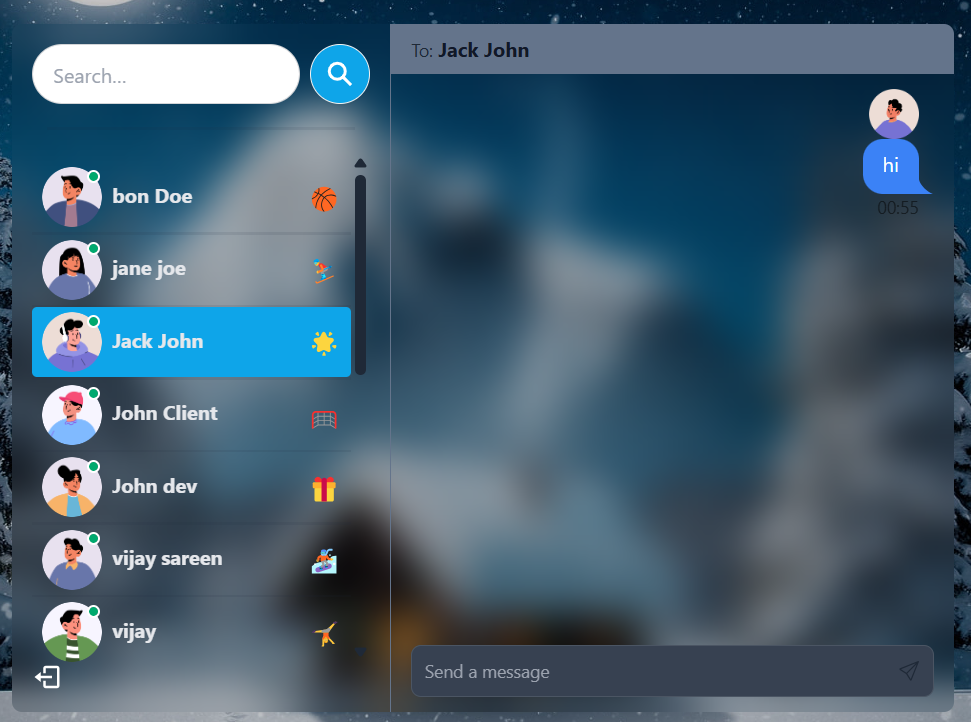 Search...
bon Doe
jane joe
Jack John
John Client
John dev
vijay sareen
vijay
To: Jack John
hi
00:55
Send a message